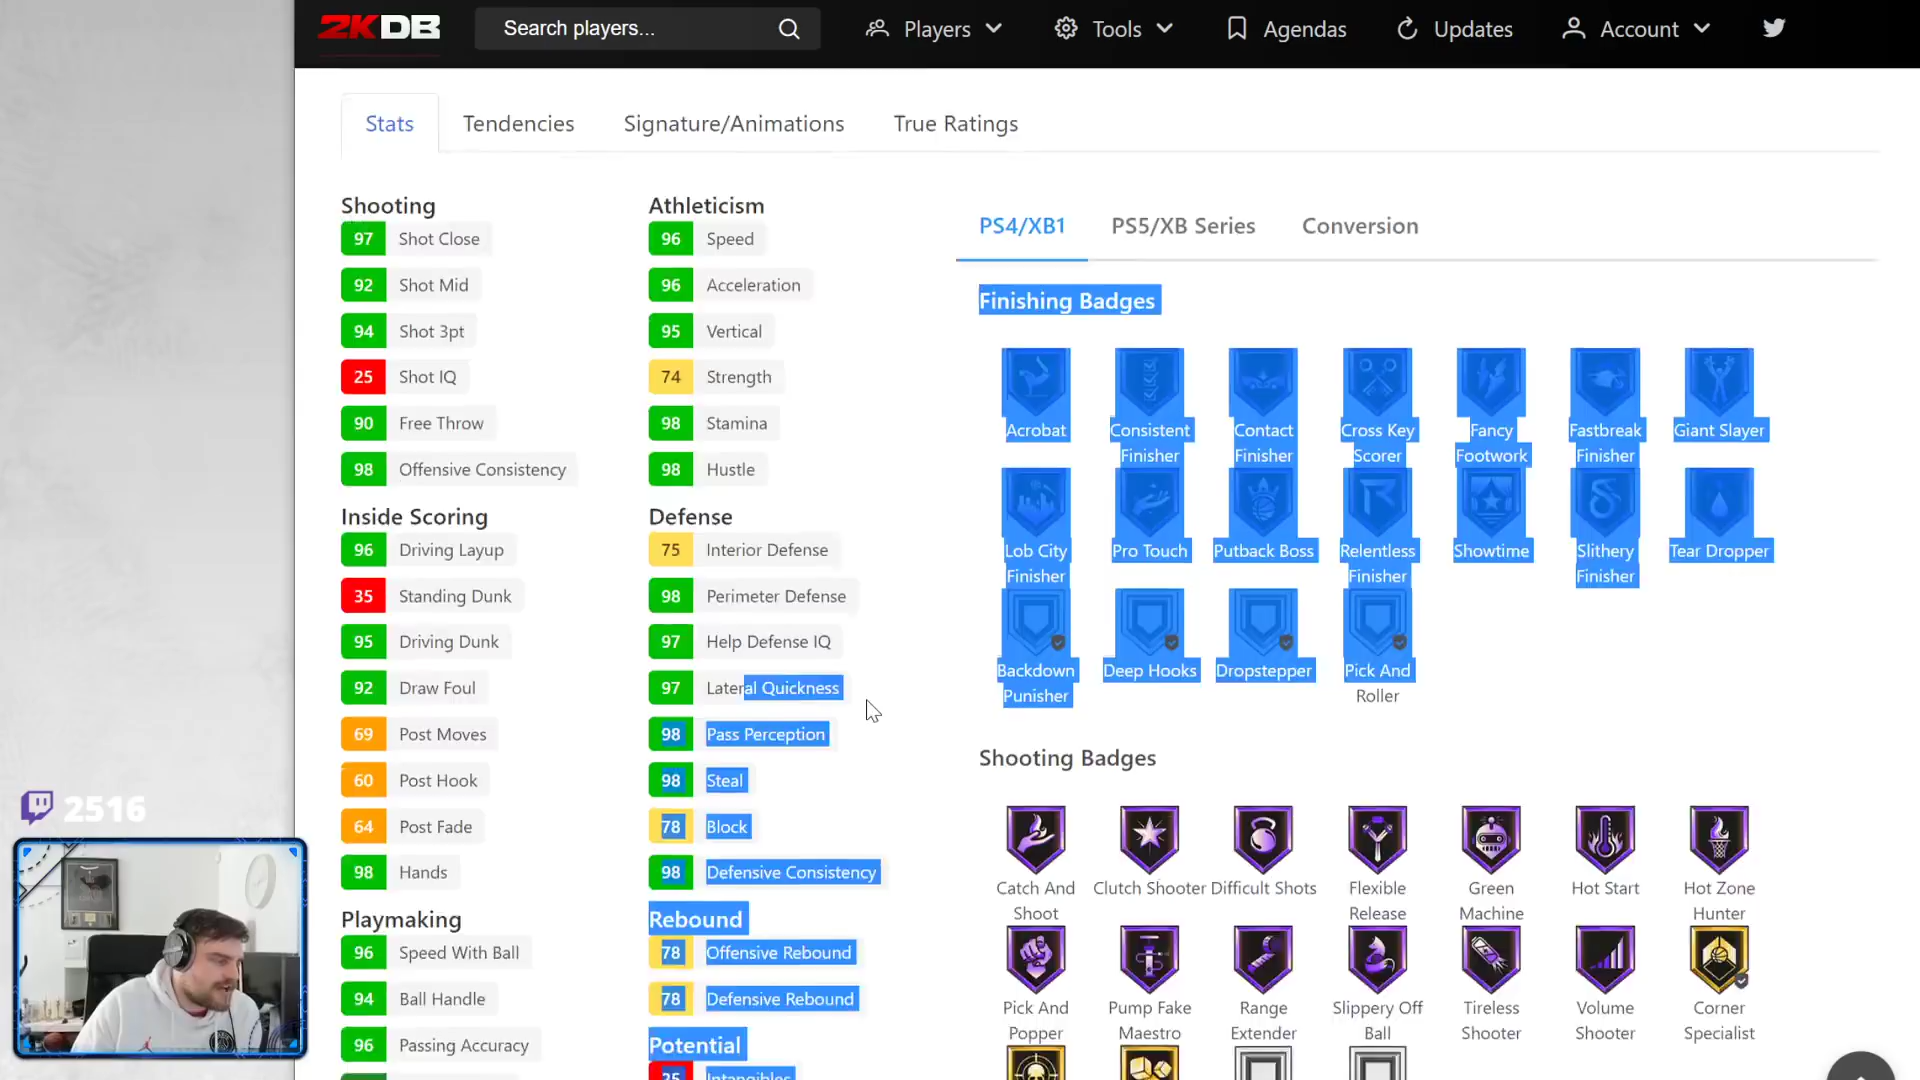 2KDB
Search players...
Players
Tools
Agendas
Updates
Account
Stats
Tendencies
Signature/Animations
True Ratings
Shooting
97 Shot Close
92 Shot Mid
94 Shot 3pt
25 Shot IQ
90 Free Throw
98 Offensive Consistency
Inside Scoring
96 Driving Layup
35 Standing Dunk
95 Driving Dunk
92 Draw Foul
69 Post Moves
60 Post Hook
64 Post Fade
98 Hands
Playmaking
96 Speed With Ball
94 Ball Handle
96 Passing Accuracy
Athleticism
96 Speed
96 Acceleration
95 Vertical
74 Strength
98 Stamina
98 Hustle
Defense
75 Interior Defense
98 Perimeter Defense
97 Help Defense IQ
97 Lateral Quickness
98 Pass Perception
98 Steal
78 Block
98 Defensive Consistency
Rebound
78 Offensive Rebound
78 Defensive Rebound
Potential
25 Intangibles
PS4/XB1
PS5/XB Series
Conversion
Finishing Badges
Acrobat
Consistent
Finisher
Contact
Finisher
Cross Key
Scorer
Fancy
Footwork
Fastbreak
Finisher
Giant Slayer
Lob City
Finisher
Pro Touch
Putback Boss
Relentless
Finisher
Showtime
Slithery
Finisher
Tear Dropper
Backdown
Punisher
Deep Hooks
Dropstepper
Pick And
Roller
Shooting Badges
Catch And
Shoot
Clutch Shooter
Difficult Shots
Flexible
Release
Green
Machine
Hot Start
Hot Zone
Hunter
Pick And
Popper
Pump Fake
Maestro
Range
Extender
Slippery Off
Ball
Tireless
Shooter
Volume
Shooter
Corner
Specialist
2516